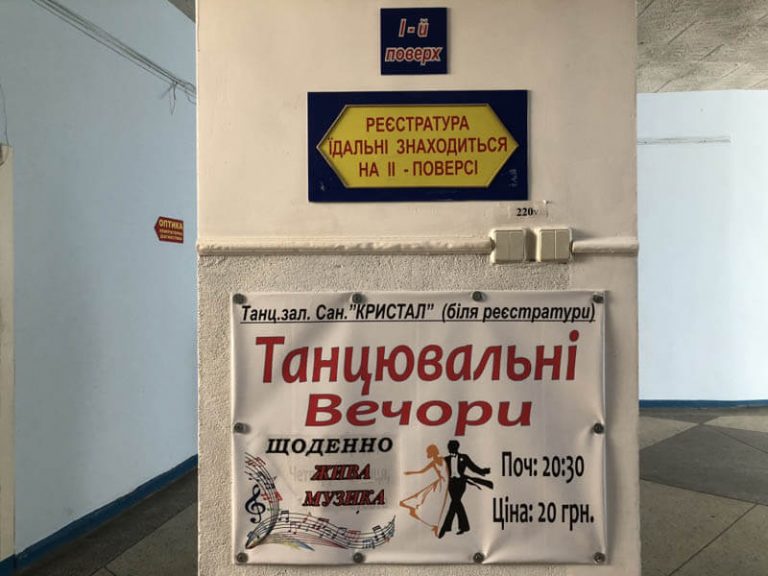 І-й
поверх
РЕЄСТРАТУРА
ЇДАЛЬНІ ЗНАХОДИТЬСЯ
НА ІІ - ПОВЕРСІ
220v
ОПТИКА
Танц.зал. Сан."КРИСТАЛ" (біля реєстратури)
Танцювальні
Вечори
ЩОДЕННО
ЖИВА
МУЗИКА
Поч: 20:30
Ціна: 20 грн.